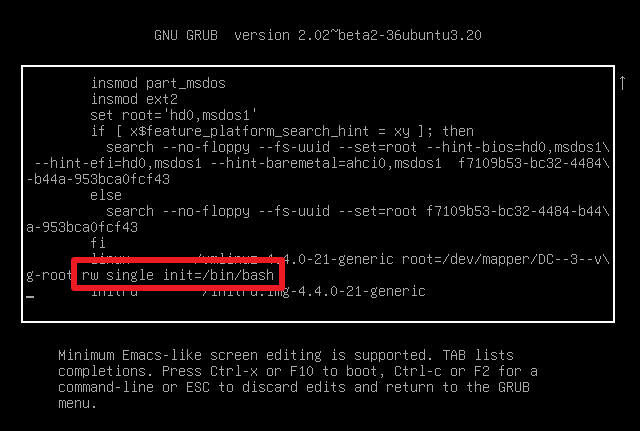 GNU GRUB version 2.02~beta2-36ubuntu3.20
↑
insmod part_msdos
insmod ext2
set root='hd0,msdos1'
if [ x$feature_platform_search_hint = xy ]; then
search --no-floppy --fs-uuid --set=root --hint-bios=hd0,msdos1\
--hint-efi=hd0,msdos1 --hint-baremetal=ahci0,msdos1 f7109b53-bc32-4484\
-b44a-953bca0fcf43
else
search --no-floppy --fs-uuid --set=root f7109b53-bc32-4484-b44\
a-953bca0fcf43
fi
linux /vmlinuz-4.4.0-21-generic root=/dev/mapper/DC--3--v\
g-root rw single init=/bin/bash
initrd /initrd.img-4.4.0-21-generic
Minimum Emacs-like screen editing is supported. TAB lists
completions. Press Ctrl-x or F10 to boot, Ctrl-c or F2 for a
command-line or ESC to discard edits and return to the GRUB
menu.